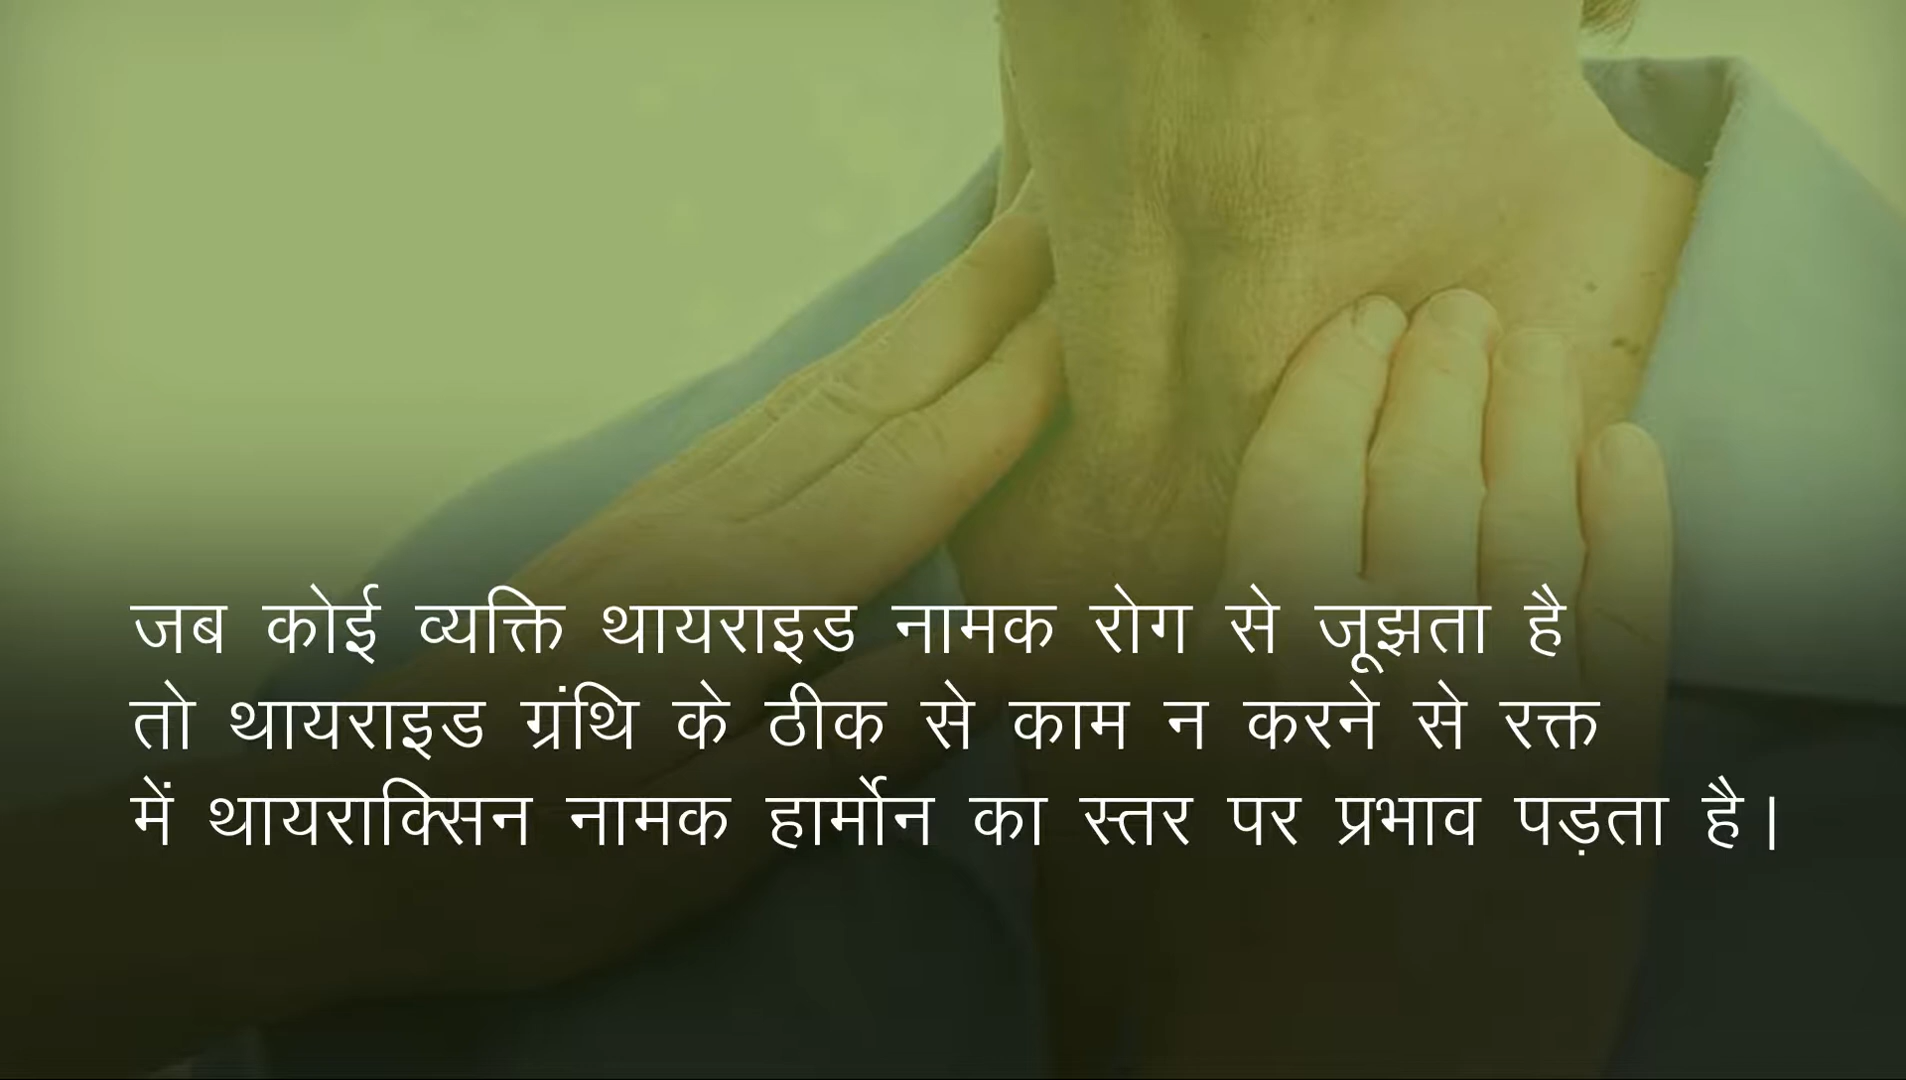 जब कोई व्यक्ति थायराइड नामक रोग से जूझता है
तो थायराइड ग्रंथि के ठीक से काम न करने से रक्त
में थायराक्सिन नामक हार्मोन का स्तर पर प्रभाव पड़ता है।